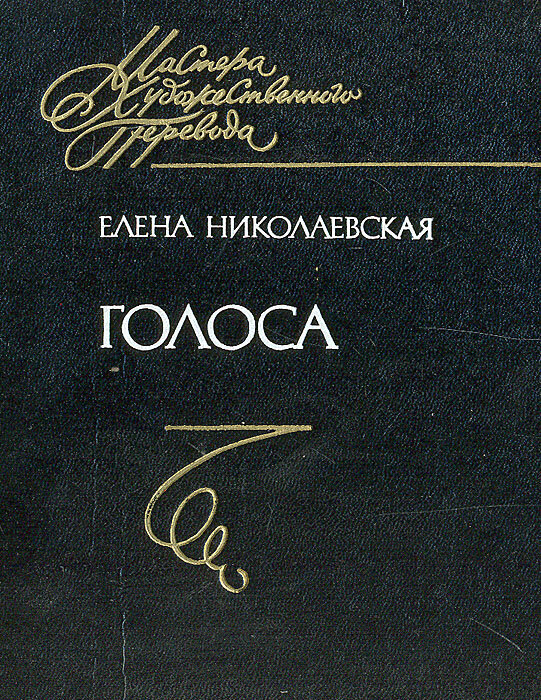 Мастера
Художественного
Перевода
ЕЛЕНА НИКОЛАЕВСКАЯ
ГОЛОСА